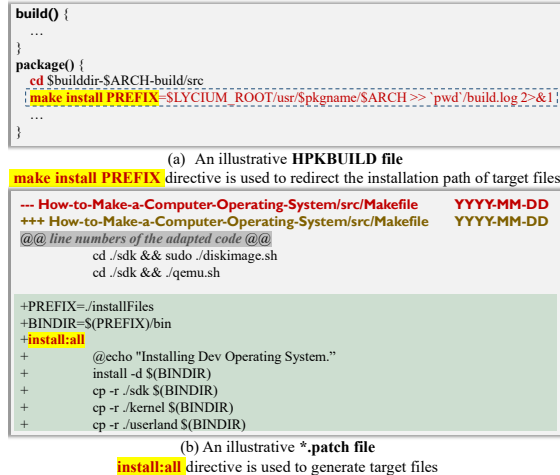 build() {
…
}
package() {
cd $builddir-$ARCH-build/src
make install PREFIX=$LYCIUM_ROOT/usr/$pkgname/$ARCH >> `pwd`/build.log 2>&1
…
}
(a) An illustrative HPKBUILD file
make install PREFIX directive is used to redirect the installation path of target files
--- How-to-Make-a-Computer-Operating-System/src/Makefile YYYY-MM-DD
+++ How-to-Make-a-Computer-Operating-System/src/Makefile YYYY-MM-DD
@@ line numbers of the adapted code @@
cd ./sdk && sudo ./diskimage.sh
cd ./sdk && ./qemu.sh
+PREFIX=./installFiles
+BINDIR=$(PREFIX)/bin
+install:all
+ @echo "Installing Dev Operating System.”
+ install -d $(BINDIR)
+ cp -r ./sdk $(BINDIR)
+ cp -r ./kernel $(BINDIR)
+ cp -r ./userland $(BINDIR)
(b) An illustrative *.patch file
install:all directive is used to generate target files